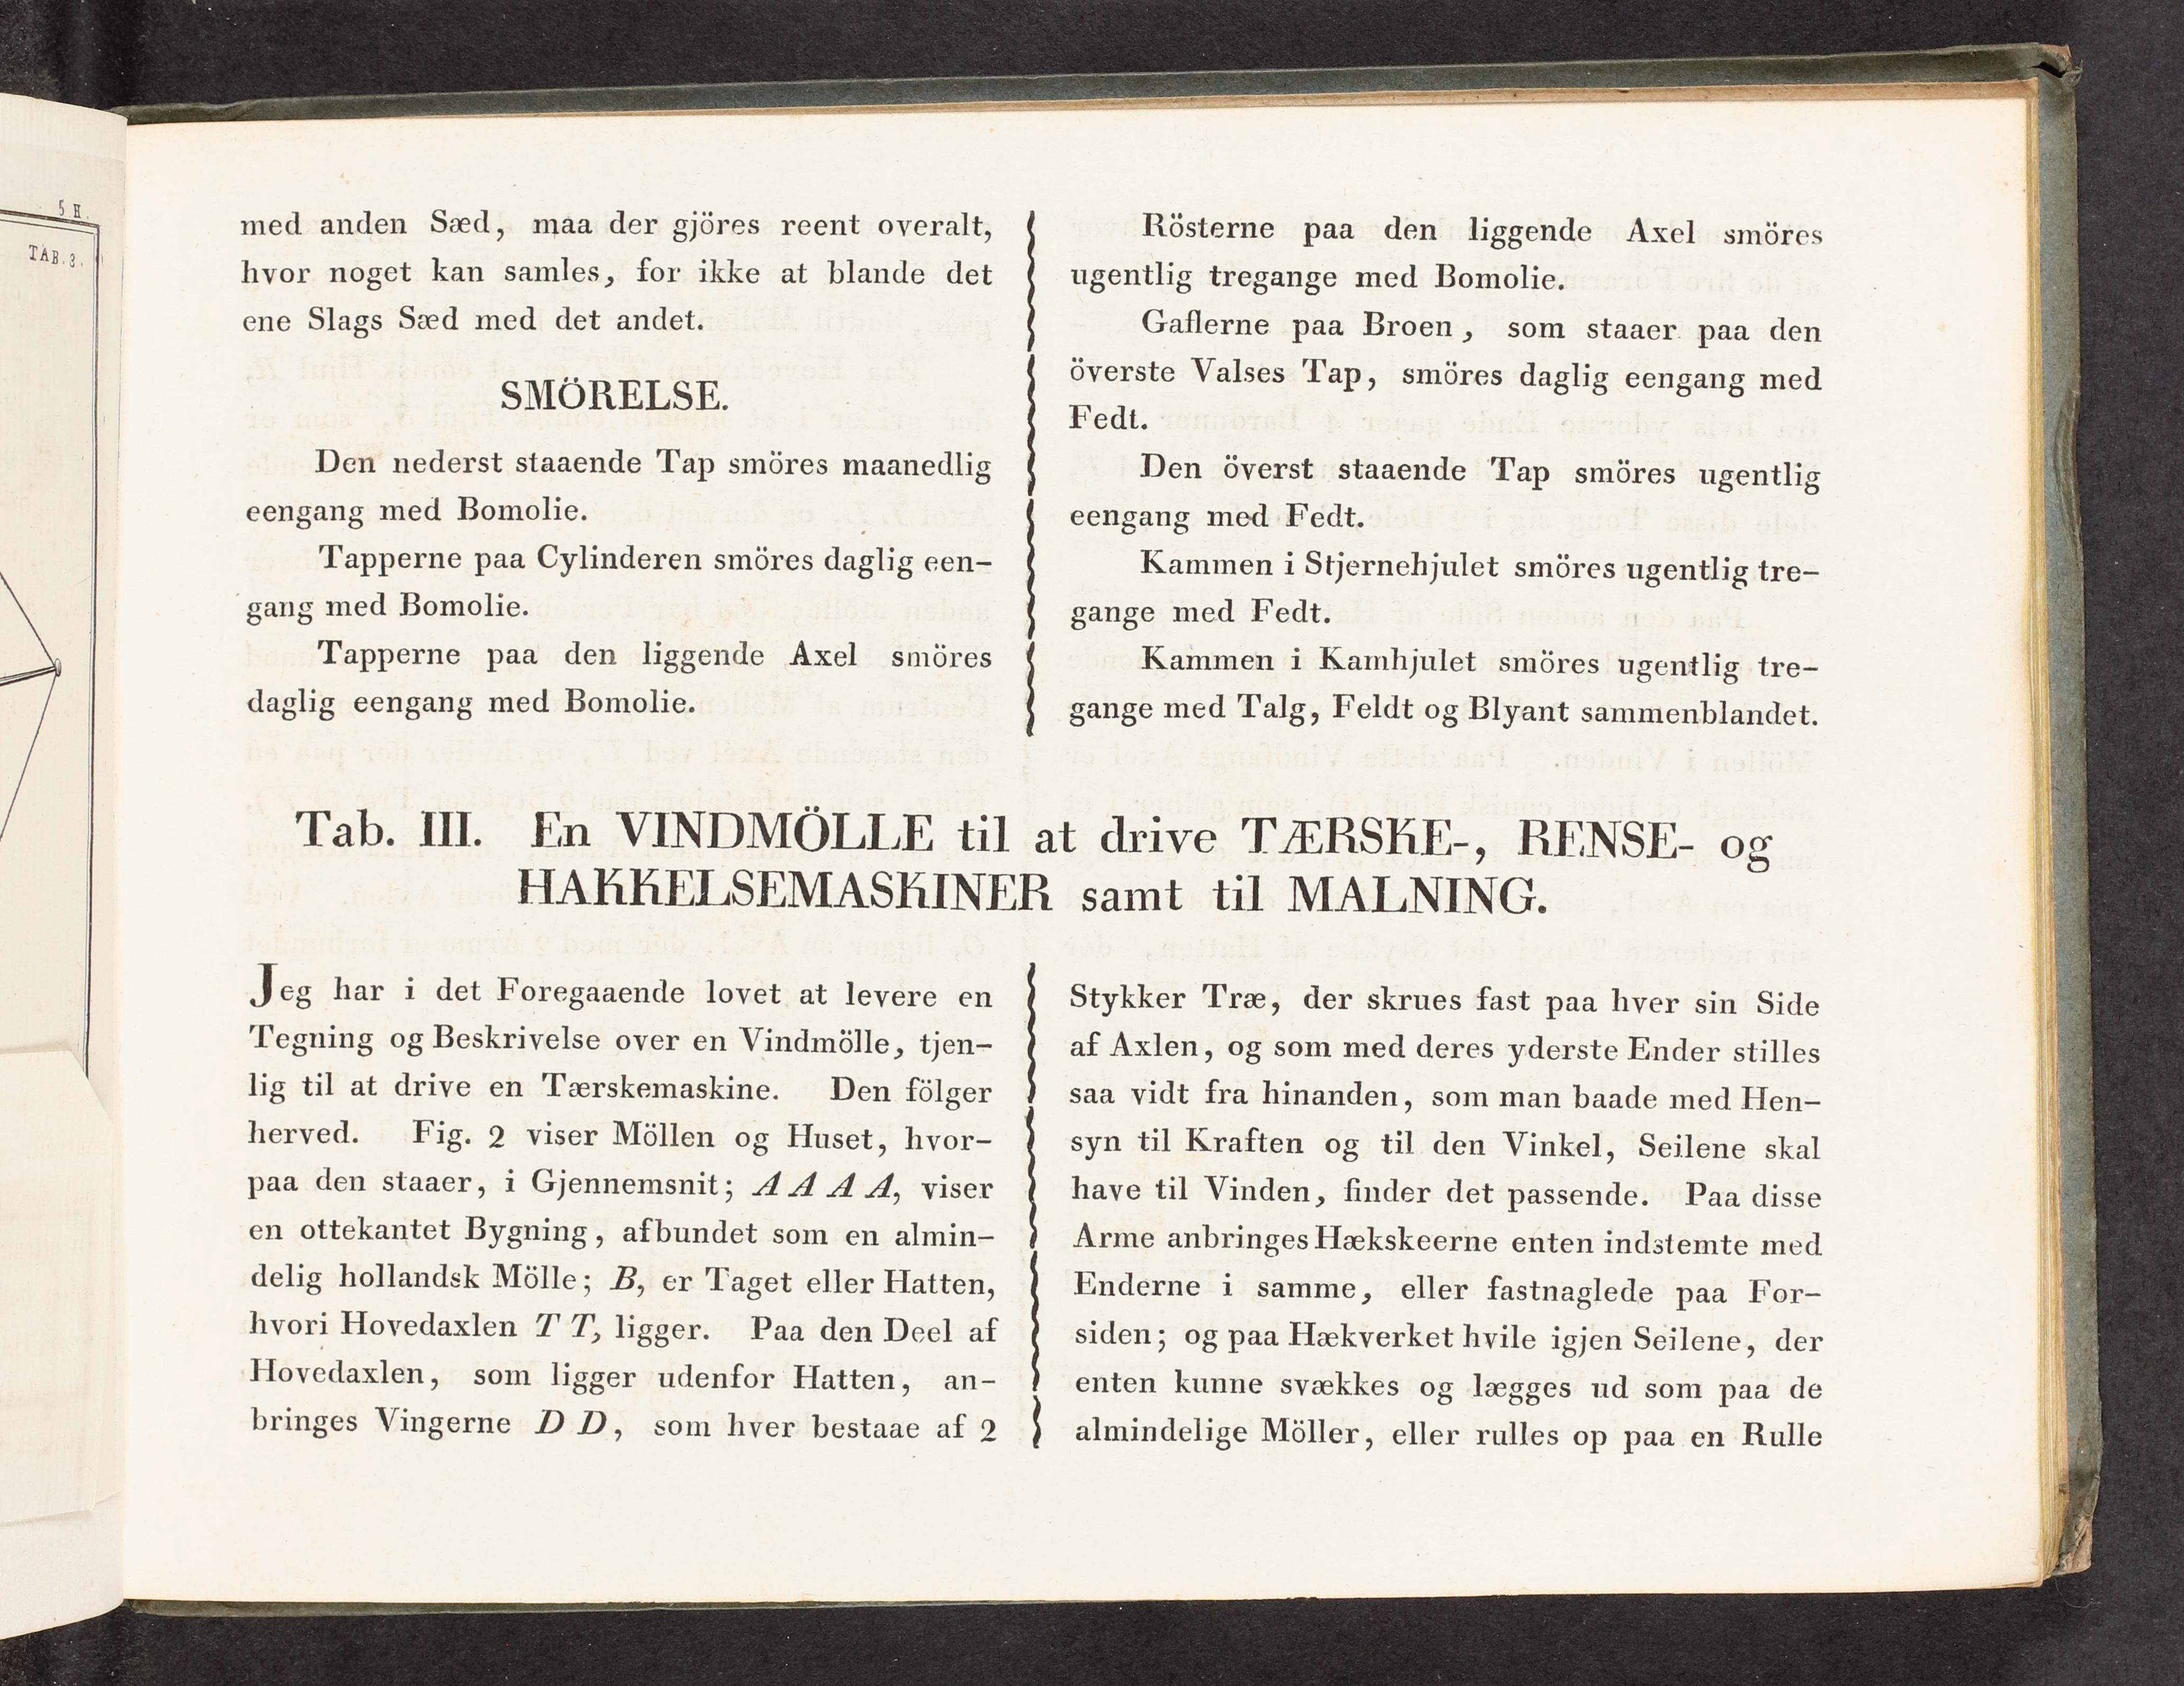 5 H.
TAB. 3.
med anden Sæd, maa der gjöres reent overalt,
hvor noget kan samles, for ikke at blande det
ene Slags Sæd med det andet.
SMÖRELSE.
Den nederst staaende Tap smöres maanedlig
eengang med Bomolie.
Tapperne paa Cylinderen smöres daglig een-
gang med Bomolie.
Tapperne paa den liggende Axel smöres
daglig eengang med Bomolie.
Rösterne paa den liggende Axel smöres
ugentlig tregange med Bomolie.
Gaflerne paa Broen, som staaer paa den
överste Valses Tap, smöres daglig eengang med
Fedt.
Den överst staaende Tap smöres ugentlig
eengang med Fedt.
Kammen i Stjernehjulet smöres ugentlig tre-
gange med Fedt.
Kammen i Kamhjulet smöres ugentlig tre-
gange med Talg, Feldt og Blyant sammenblandet.
Tab. III. En VINDMÖLLE til at drive TÆRSKE-, RENSE- og
HAKKELSEMASKINER samt til MALNING.
Jeg har i det Foregaaende lovet at levere en
Tegning og Beskrivelse over en Vindmölle, tjen-
lig til at drive en Tærskemaskine. Den fölger
herved. Fig. 2 viser Möllen og Huset, hvor-
paa den staaer, i Gjennemsnit; A A A A, viser
en ottekantet Bygning, afbundet som en almin-
delig hollandsk Mölle; B, er Taget eller Hatten,
hvori Hovedaxlen T T, ligger. Paa den Deel af
Hovedaxlen, som ligger udenfor Hatten, an-
bringes Vingerne D D, som hver bestaae af 2
Stykker Træ, der skrues fast paa hver sin Side
af Axlen, og som med deres yderste Ender stilles
saa vidt fra hinanden, som man baade med Hen-
syn til Kraften og til den Vinkel, Seilene skal
have til Vinden, finder det passende. Paa disse
Arme anbringes Hækskeerne enten indstemte med
Enderne i samme, eller fastnaglede paa For-
siden; og paa Hækverket hvile igjen Seilene, der
enten kunne svækkes og lægges ud som paa de
almindelige Möller, eller rulles op paa en Rulle